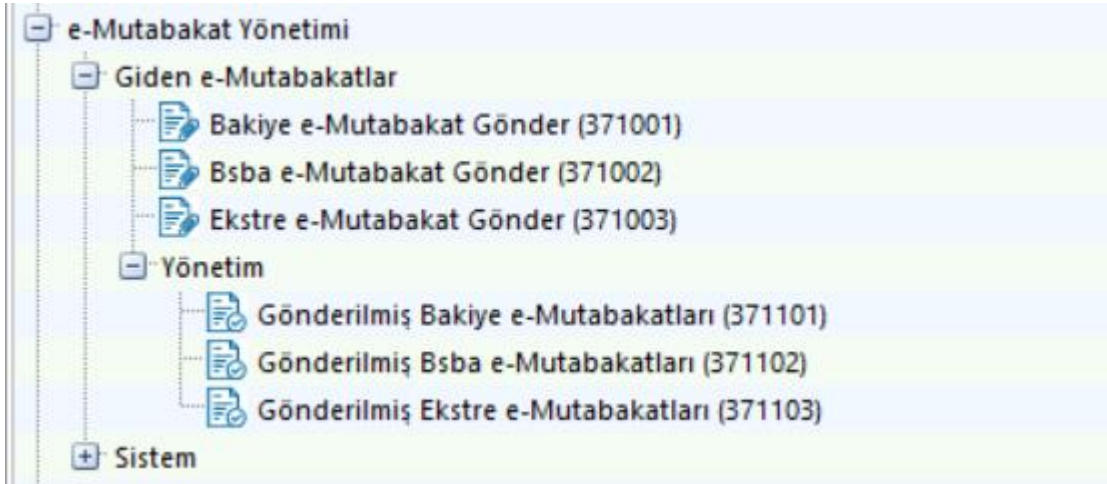 e-Mutabakat Yönetimi
Giden e-Mutabakatlar
Bakiye e-Mutabakat Gönder (371001)
Bsba e-Mutabakat Gönder (371002)
Ekstre e-Mutabakat Gönder (371003)
Yönetim
Gönderilmiş Bakiye e-Mutabakatları (371101)
Gönderilmiş Bsba e-Mutabakatları (371102)
Gönderilmiş Ekstre e-Mutabakatları (371103)
Sistem